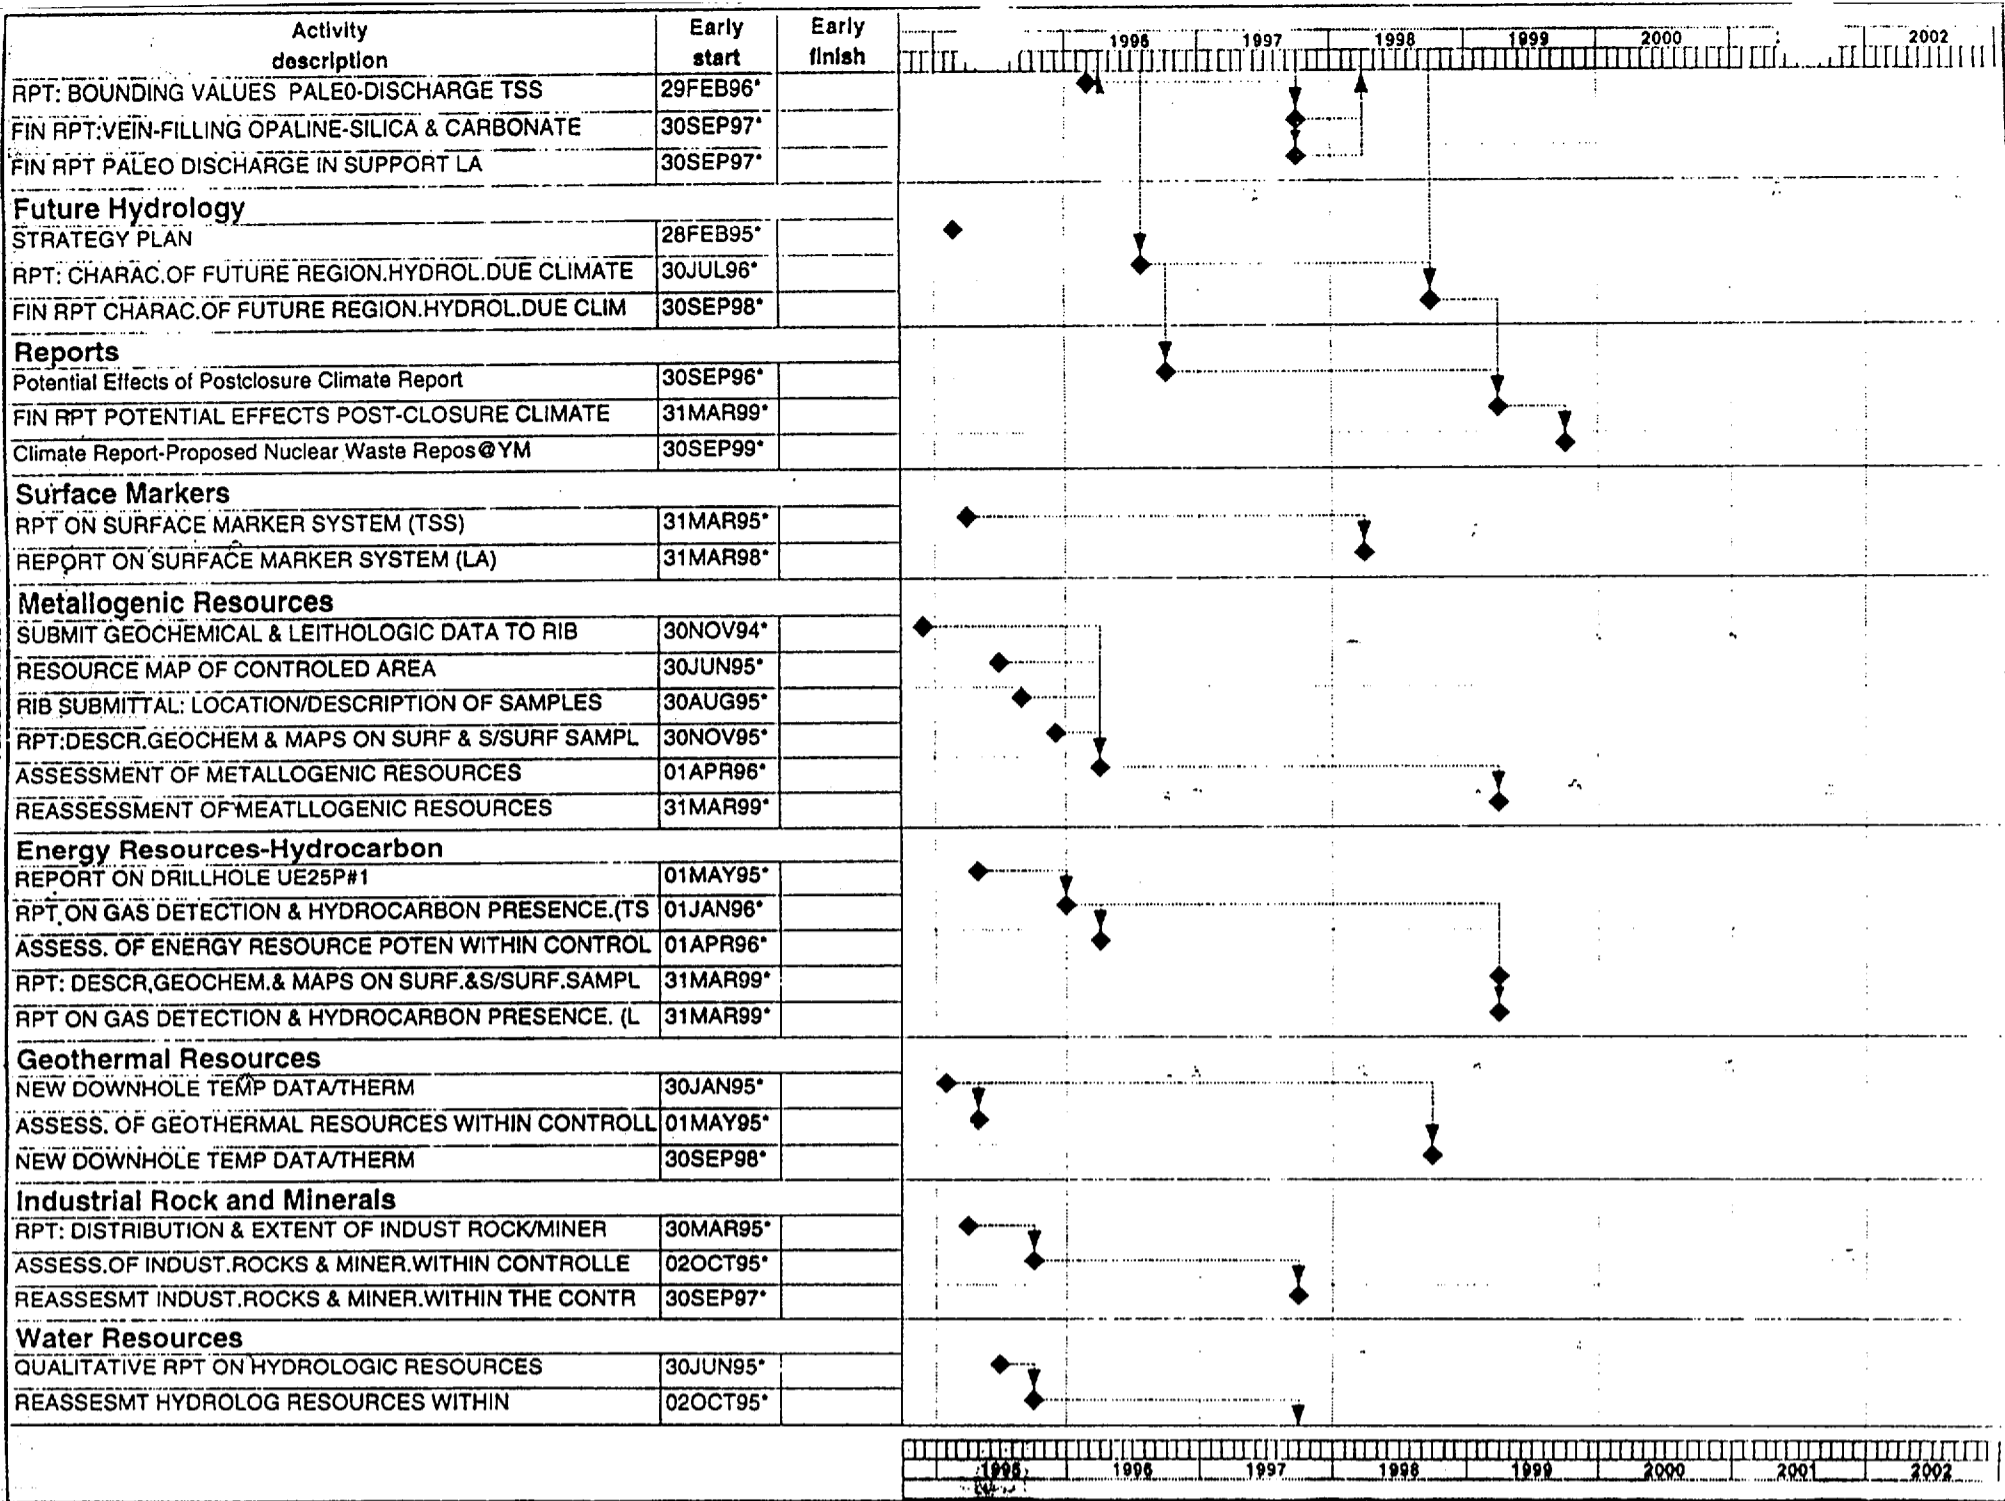 Activity description Early start Early finish
1996 1997 1998 1999 2000 2002
RPT: BOUNDING VALUES PALE0-DISCHARGE TSS 29FEB96*
FIN RPT:VEIN-FILLING OPALINE-SILICA & CARBONATE 30SEP97*
FIN RPT PALEO DISCHARGE IN SUPPORT LA 30SEP97*
Future Hydrology
STRATEGY PLAN 28FEB95*
RPT: CHARAC.OF FUTURE REGION.HYDROL.DUE CLIMATE 30JUL96*
FIN RPT CHARAC.OF FUTURE REGION.HYDROL.DUE CLIM 30SEP98*
Reports
Potential Effects of Postclosure Climate Report 30SEP96*
FIN RPT POTENTIAL EFFECTS POST-CLOSURE CLIMATE 31MAR99*
Climate Report-Proposed Nuclear Waste Repos@YM 30SEP99*
Surface Markers
RPT ON SURFACE MARKER SYSTEM (TSS) 31MAR95*
REPORT ON SURFACE MARKER SYSTEM (LA) 31MAR98*
Metallogenic Resources
SUBMIT GEOCHEMICAL & LEITHOLOGIC DATA TO RIB 30NOV94*
RESOURCE MAP OF CONTROLED AREA 30JUN95*
RIB SUBMITTAL: LOCATION/DESCRIPTION OF SAMPLES 30AUG95*
RPT:DESCR.GEOCHEM & MAPS ON SURF & S/SURF SAMPL 30NOV95*
ASSESSMENT OF METALLOGENIC RESOURCES 01APR96*
REASSESSMENT OF MEATLLOGENIC RESOURCES 31MAR99*
Energy Resources-Hydrocarbon
REPORT ON DRILLHOLE UE25P#1 01MAY95*
RPT.ON GAS DETECTION & HYDROCARBON PRESENCE.(TS 01JAN96*
ASSESS. OF ENERGY RESOURCE POTEN WITHIN CONTROL 01APR96*
RPT: DESCR,GEOCHEM.& MAPS ON SURF.&S/SURF.SAMPL 31MAR99*
RPT ON GAS DETECTION & HYDROCARBON PRESENCE. (L 31MAR99*
Geothermal Resources
NEW DOWNHOLE TEMP DATA/THERM 30JAN95*
ASSESS. OF GEOTHERMAL RESOURCES WITHIN CONTROLL 01MAY95*
NEW DOWNHOLE TEMP DATA/THERM 30SEP98*
Industrial Rock and Minerals
RPT: DISTRIBUTION & EXTENT OF INDUST ROCK/MINER 30MAR95*
ASSESS.OF INDUST.ROCKS & MINER.WITHIN CONTROLLE 02OCT95*
REASSESMT INDUST.ROCKS & MINER.WITHIN THE CONTR 30SEP97*
Water Resources
QUALITATIVE RPT ON HYDROLOGIC RESOURCES 30JUN95*
REASSESMT HYDROLOG RESOURCES WITHIN 02OCT95*
1995 1996 1997 1998 1999 2000 2001 2002